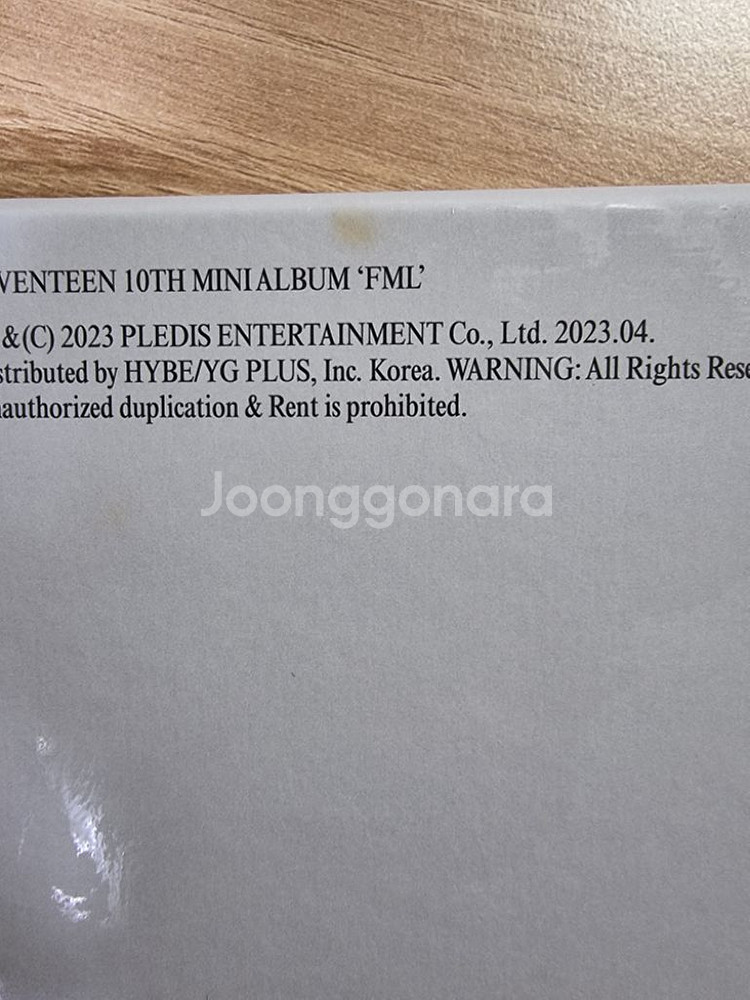 VENTEEN 10TH MINI ALBUM ‘FML’
&(C) 2023 PLEDIS ENTERTAINMENT Co., Ltd. 2023.04.
stributed by HYBE/YG PLUS, Inc. Korea. WARNING: All Rights Rese
authorized duplication & Rent is prohibited.
Joonggonara